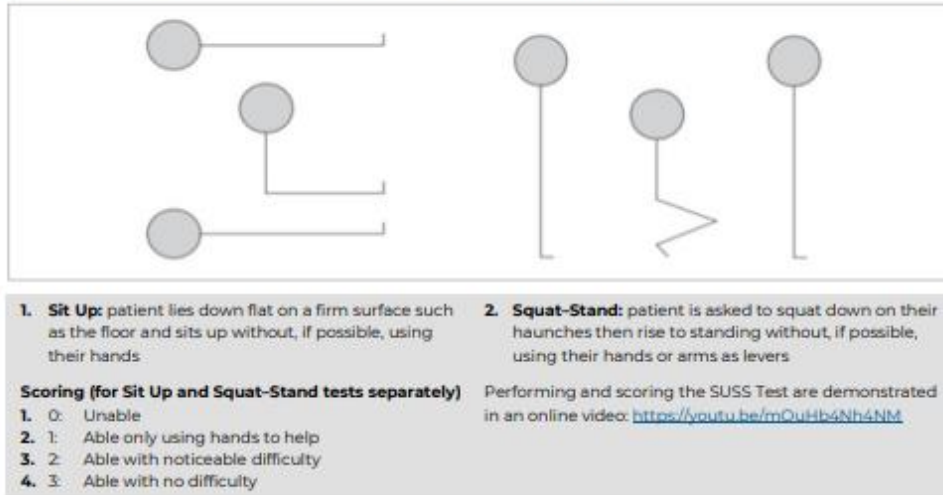 1. Sit Up: patient lies down flat on a firm surface such
as the floor and sits up without, if possible, using
their hands
Scoring (for Sit Up and Squat–Stand tests separately)
1. 0: Unable
2. 1: Able only using hands to help
3. 2: Able with noticeable difficulty
4. 3: Able with no difficulty
2. Squat–Stand: patient is asked to squat down on their
haunches then rise to standing without, if possible,
using their hands or arms as levers
Performing and scoring the SUSS Test are demonstrated
in an online video: https://youtu.be/mOuHb4Nh4NM